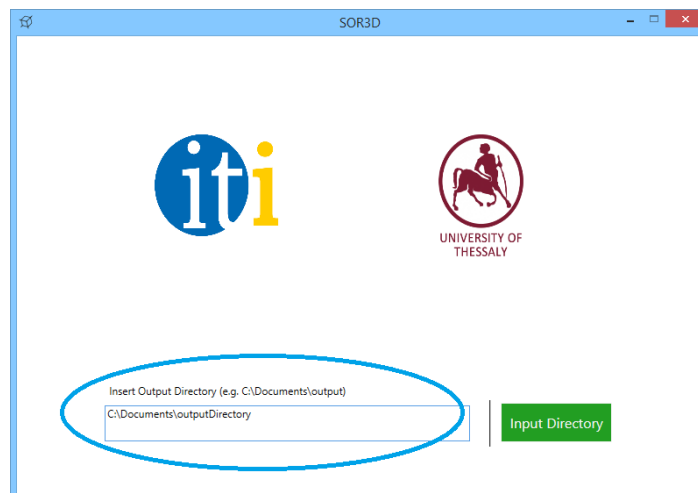 SOR3D
iti
UNIVERSITY OF
THESSALY
Insert Output Directory (e.g. C:\Documents\output)
C:\Documents\outputDirectory
Input Directory